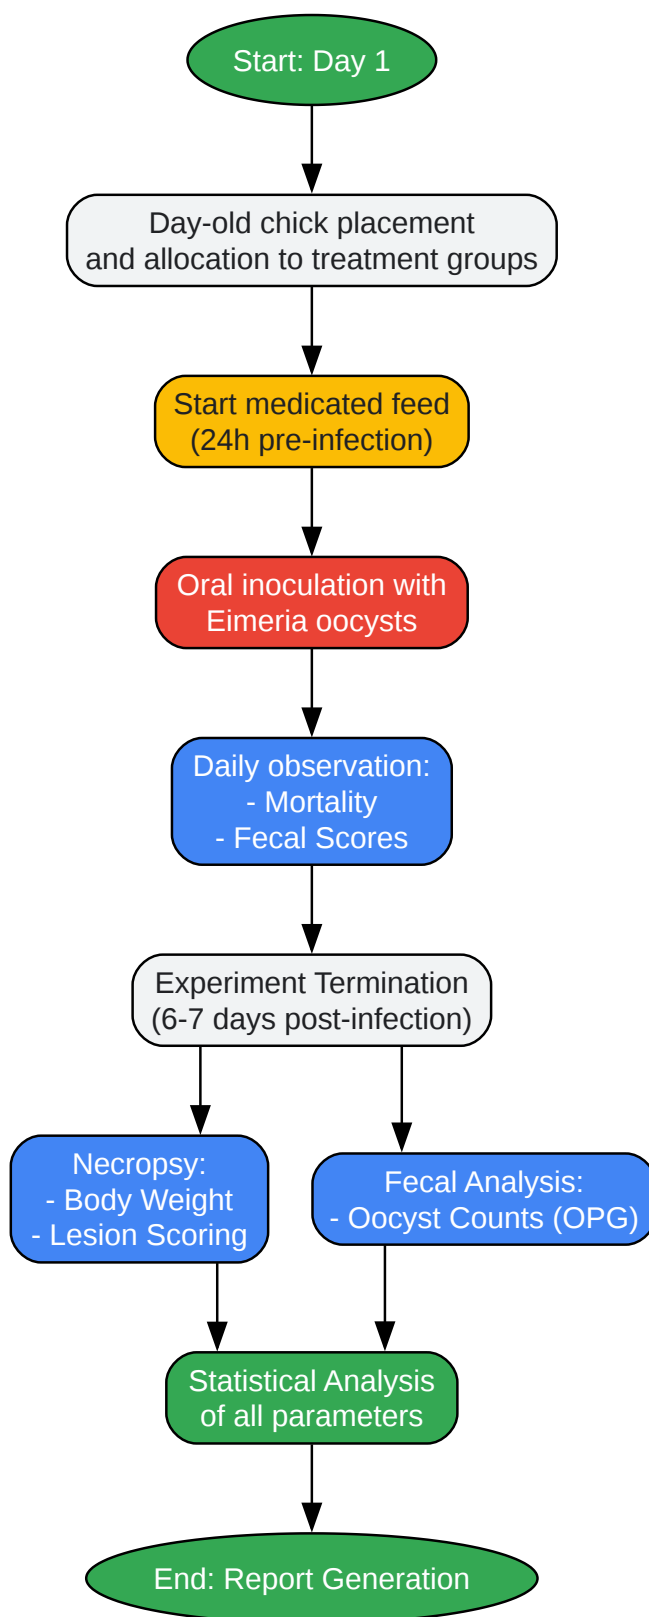 Start: Day 1
Day-old chick placement
and allocation to treatment groups
Start medicated feed
(24h pre-infection)
Oral inoculation with
Eimeria oocysts
Daily observation:
- Mortality
- Fecal Scores
Experiment Termination
(6-7 days post-infection)
Necropsy:
- Body Weight
- Lesion Scoring
Fecal Analysis:
- Oocyst Counts (OPG)
Statistical Analysis
of all parameters
End: Report Generation